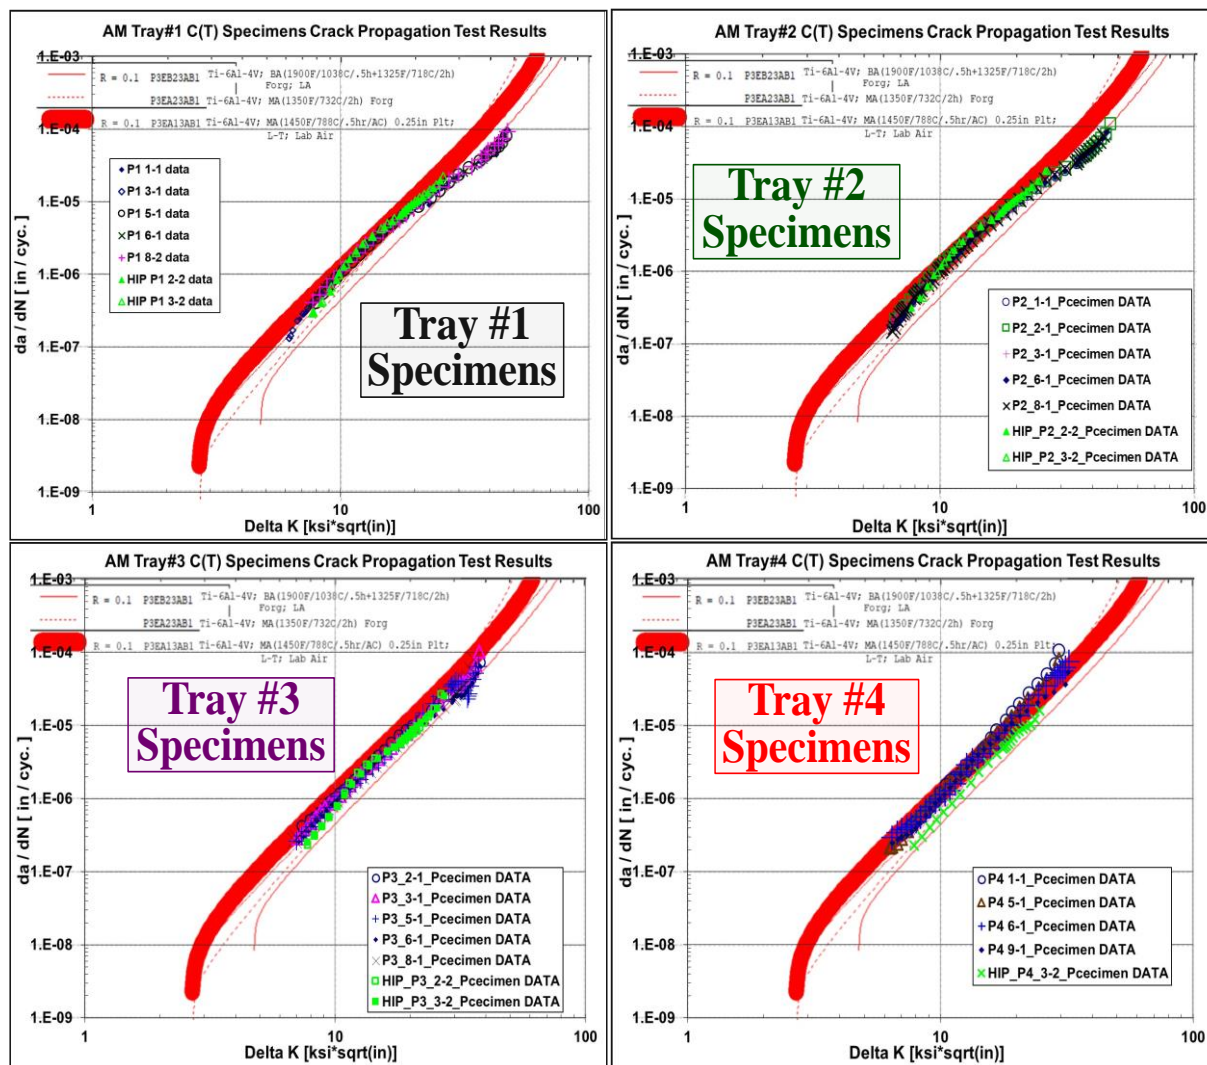 AM Tray#1 C(T) Specimens Crack Propagation Test Results
1.E-03
R = 0.1 P3EB23AB1 Ti-6Al-4V; BA(1900F/1038C/.5h+1325F/718C/2h)
Forg; LA
P3EA23AB1 Ti-6Al-4V; MA(1350F/732C/2h) Forg
1.E-04
R = 0.1 P3EA13AB1 Ti-6Al-4V; MA(1450F/788C/.5hr/AC) 0.25in Plt;
L-T; Lab Air
P1 1-1 data
P1 3-1 data
P1 5-1 data
P1 6-1 data
P1 8-2 data
HIP P1 2-2 data
HIP P1 3-2 data
1.E-05
1.E-06
1.E-07
1.E-08
1.E-09
da / dN [ in / cyc. ]
Tray #1
Specimens
1 10 100
Delta K [ksi*sqrt(in)]
AM Tray#2 C(T) Specimens Crack Propagation Test Results
1.E-03
R = 0.1 P3EB23AB1 Ti-6Al-4V; BA(1900F/1038C/.5h+1325F/718C/2h)
Forg; LA
P3EA23AB1 Ti-6Al-4V; MA(1350F/732C/2h) Forg
1.E-04
R = 0.1 P3EA13AB1 Ti-6Al-4V; MA(1450F/788C/.5hr/AC) 0.25in Plt;
L-T; Lab Air
Tray #2
Specimens
1.E-05
1.E-06
1.E-07
1.E-08
1.E-09
da / dN [ in / cyc. ]
P2_1-1_Pcecimen DATA
P2_2-1_Pcecimen DATA
P2_3-1_Pcecimen DATA
P2_6-1_Pcecimen DATA
P2_8-1_Pcecimen DATA
HIP_P2_2-2_Pcecimen DATA
HIP_P2_3-2_Pcecimen DATA
1 10 100
Delta K [ksi*sqrt(in)]
AM Tray#3 C(T) Specimens Crack Propagation Test Results
1.E-03
R = 0.1 P3EB23AB1 Ti-6Al-4V; BA(1900F/1038C/.5h+1325F/718C/2h)
Forg; LA
P3EA23AB1 Ti-6Al-4V; MA(1350F/732C/2h) Forg
R = 0.1 P3EA13AB1 Ti-6Al-4V; MA(1450F/788C/.5hr/AC) 0.25in Plt;
1.E-04
L-T; Lab Air
Tray #3
Specimens
1.E-05
1.E-06
1.E-07
1.E-08
1.E-09
da / dN [ in / cyc. ]
P3_2-1_Pcecimen DATA
P3_3-1_Pcecimen DATA
P3_5-1_Pcecimen DATA
P3_6-1_Pcecimen DATA
P3_8-1_Pcecimen DATA
HIP_P3_2-2_Pcecimen DATA
HIP_P3_3-2_Pcecimen DATA
1 10 100
Delta K [ksi*sqrt(in)]
AM Tray#4 C(T) Specimens Crack Propagation Test Results
1.E-03
R = 0.1 P3EB23AB1 Ti-6Al-4V; BA(1900F/1038C/.5h+1325F/718C/2h)
Forg; LA
P3EA23AB1 Ti-6Al-4V; MA(1350F/732C/2h) Forg
R = 0.1 P3EA13AB1 Ti-6Al-4V; MA(1450F/788C/.5hr/AC) 0.25in Plt;
1.E-04
L-T; Lab Air
Tray #4
Specimens
1.E-05
1.E-06
1.E-07
1.E-08
1.E-09
da / dN [ in / cyc. ]
P4 1-1_Pcecimen DATA
P4 5-1_Pcecimen DATA
P4 6-1_Pcecimen DATA
P4 9-1_Pcecimen DATA
HIP_P4_3-2_Pcecimen DATA
1 10 100
Delta K [ksi*sqrt(in)]